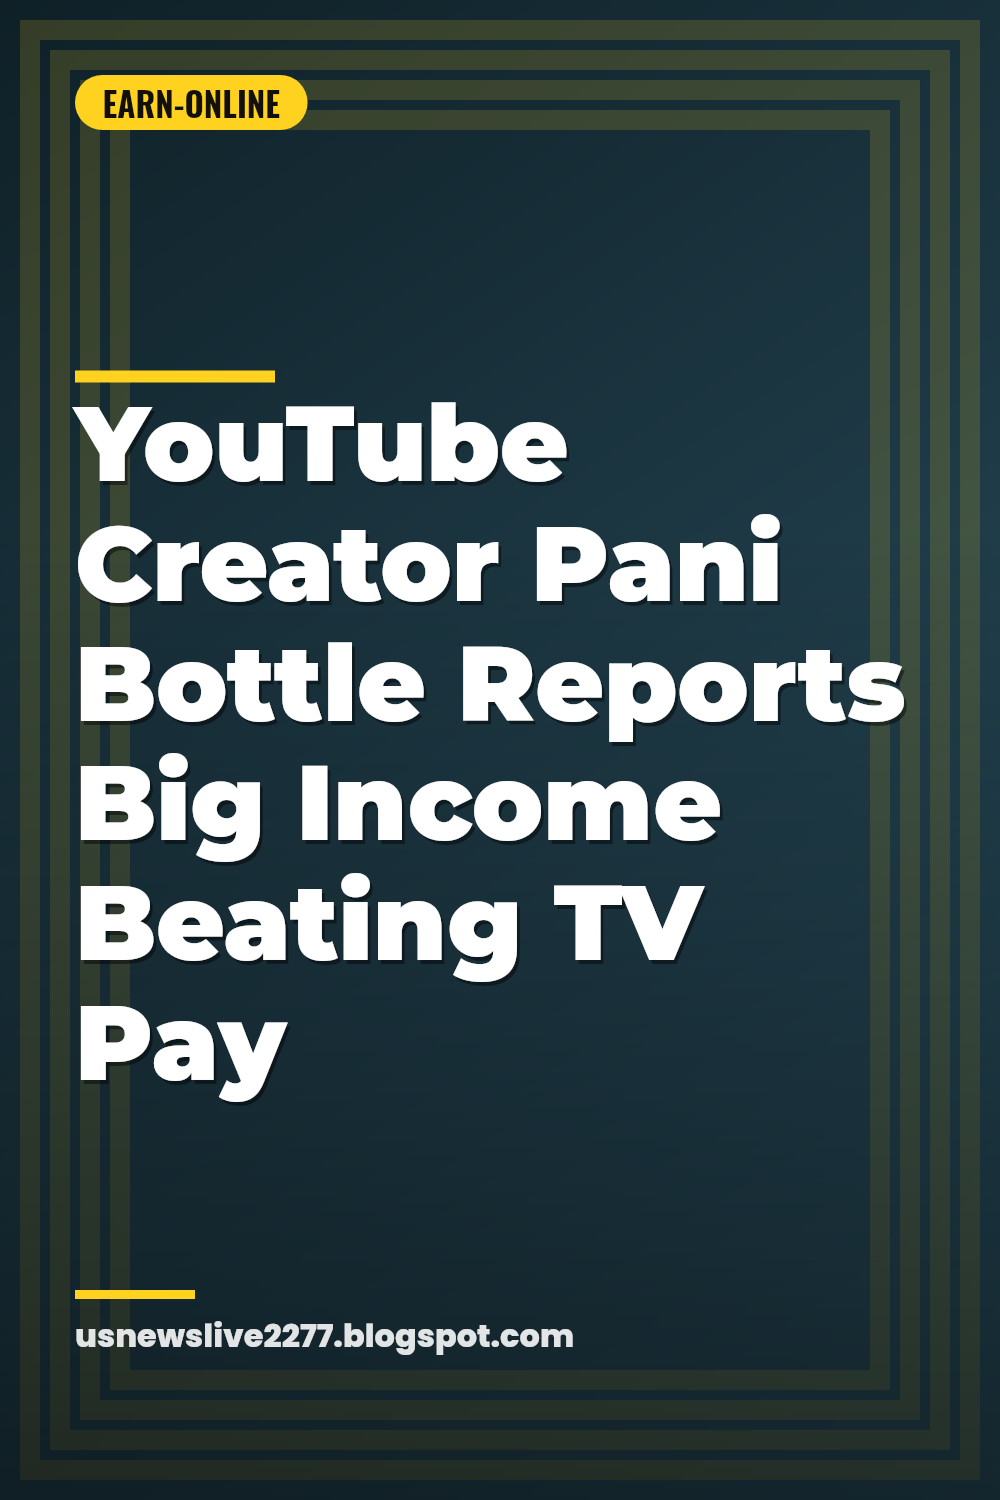 EARN-ONLINE
YouTube
Creator Pani
Bottle Reports
Big Income
Beating TV
Pay
usnewslive2277.blogspot.com